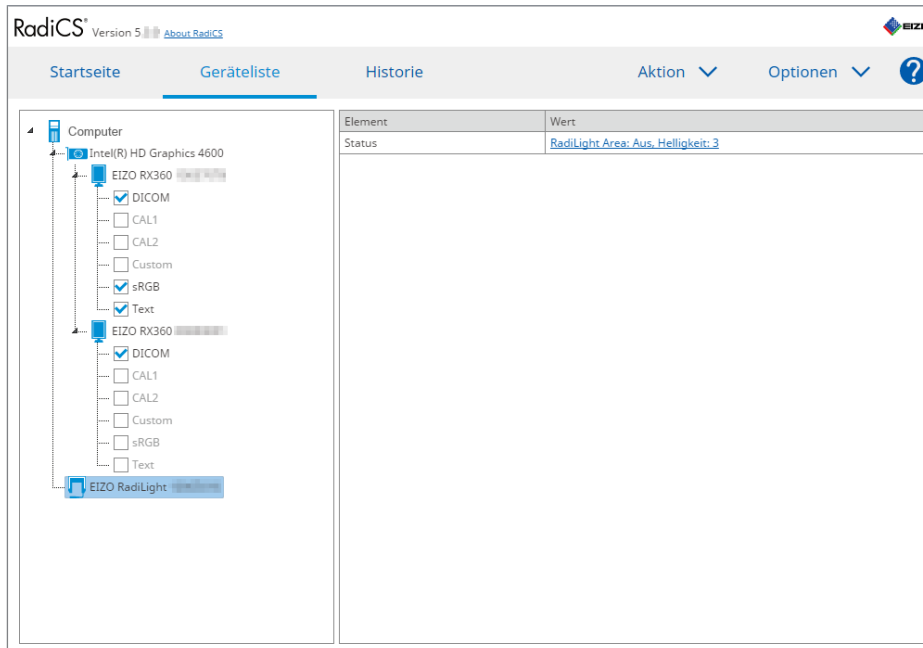 RadiCS® Version 5. About RadiCS
EIZO
Startseite Geräteliste Historie Aktion Optionen ?
Computer
Intel(R) HD Graphics 4600
EIZO RX360
DICOM
CAL1
CAL2
Custom
sRGB
Text
EIZO RX360
DICOM
CAL1
CAL2
Custom
sRGB
Text
EIZO RadiLight
Element Wert
Status RadiLight Area: Aus, Helligkeit: 3